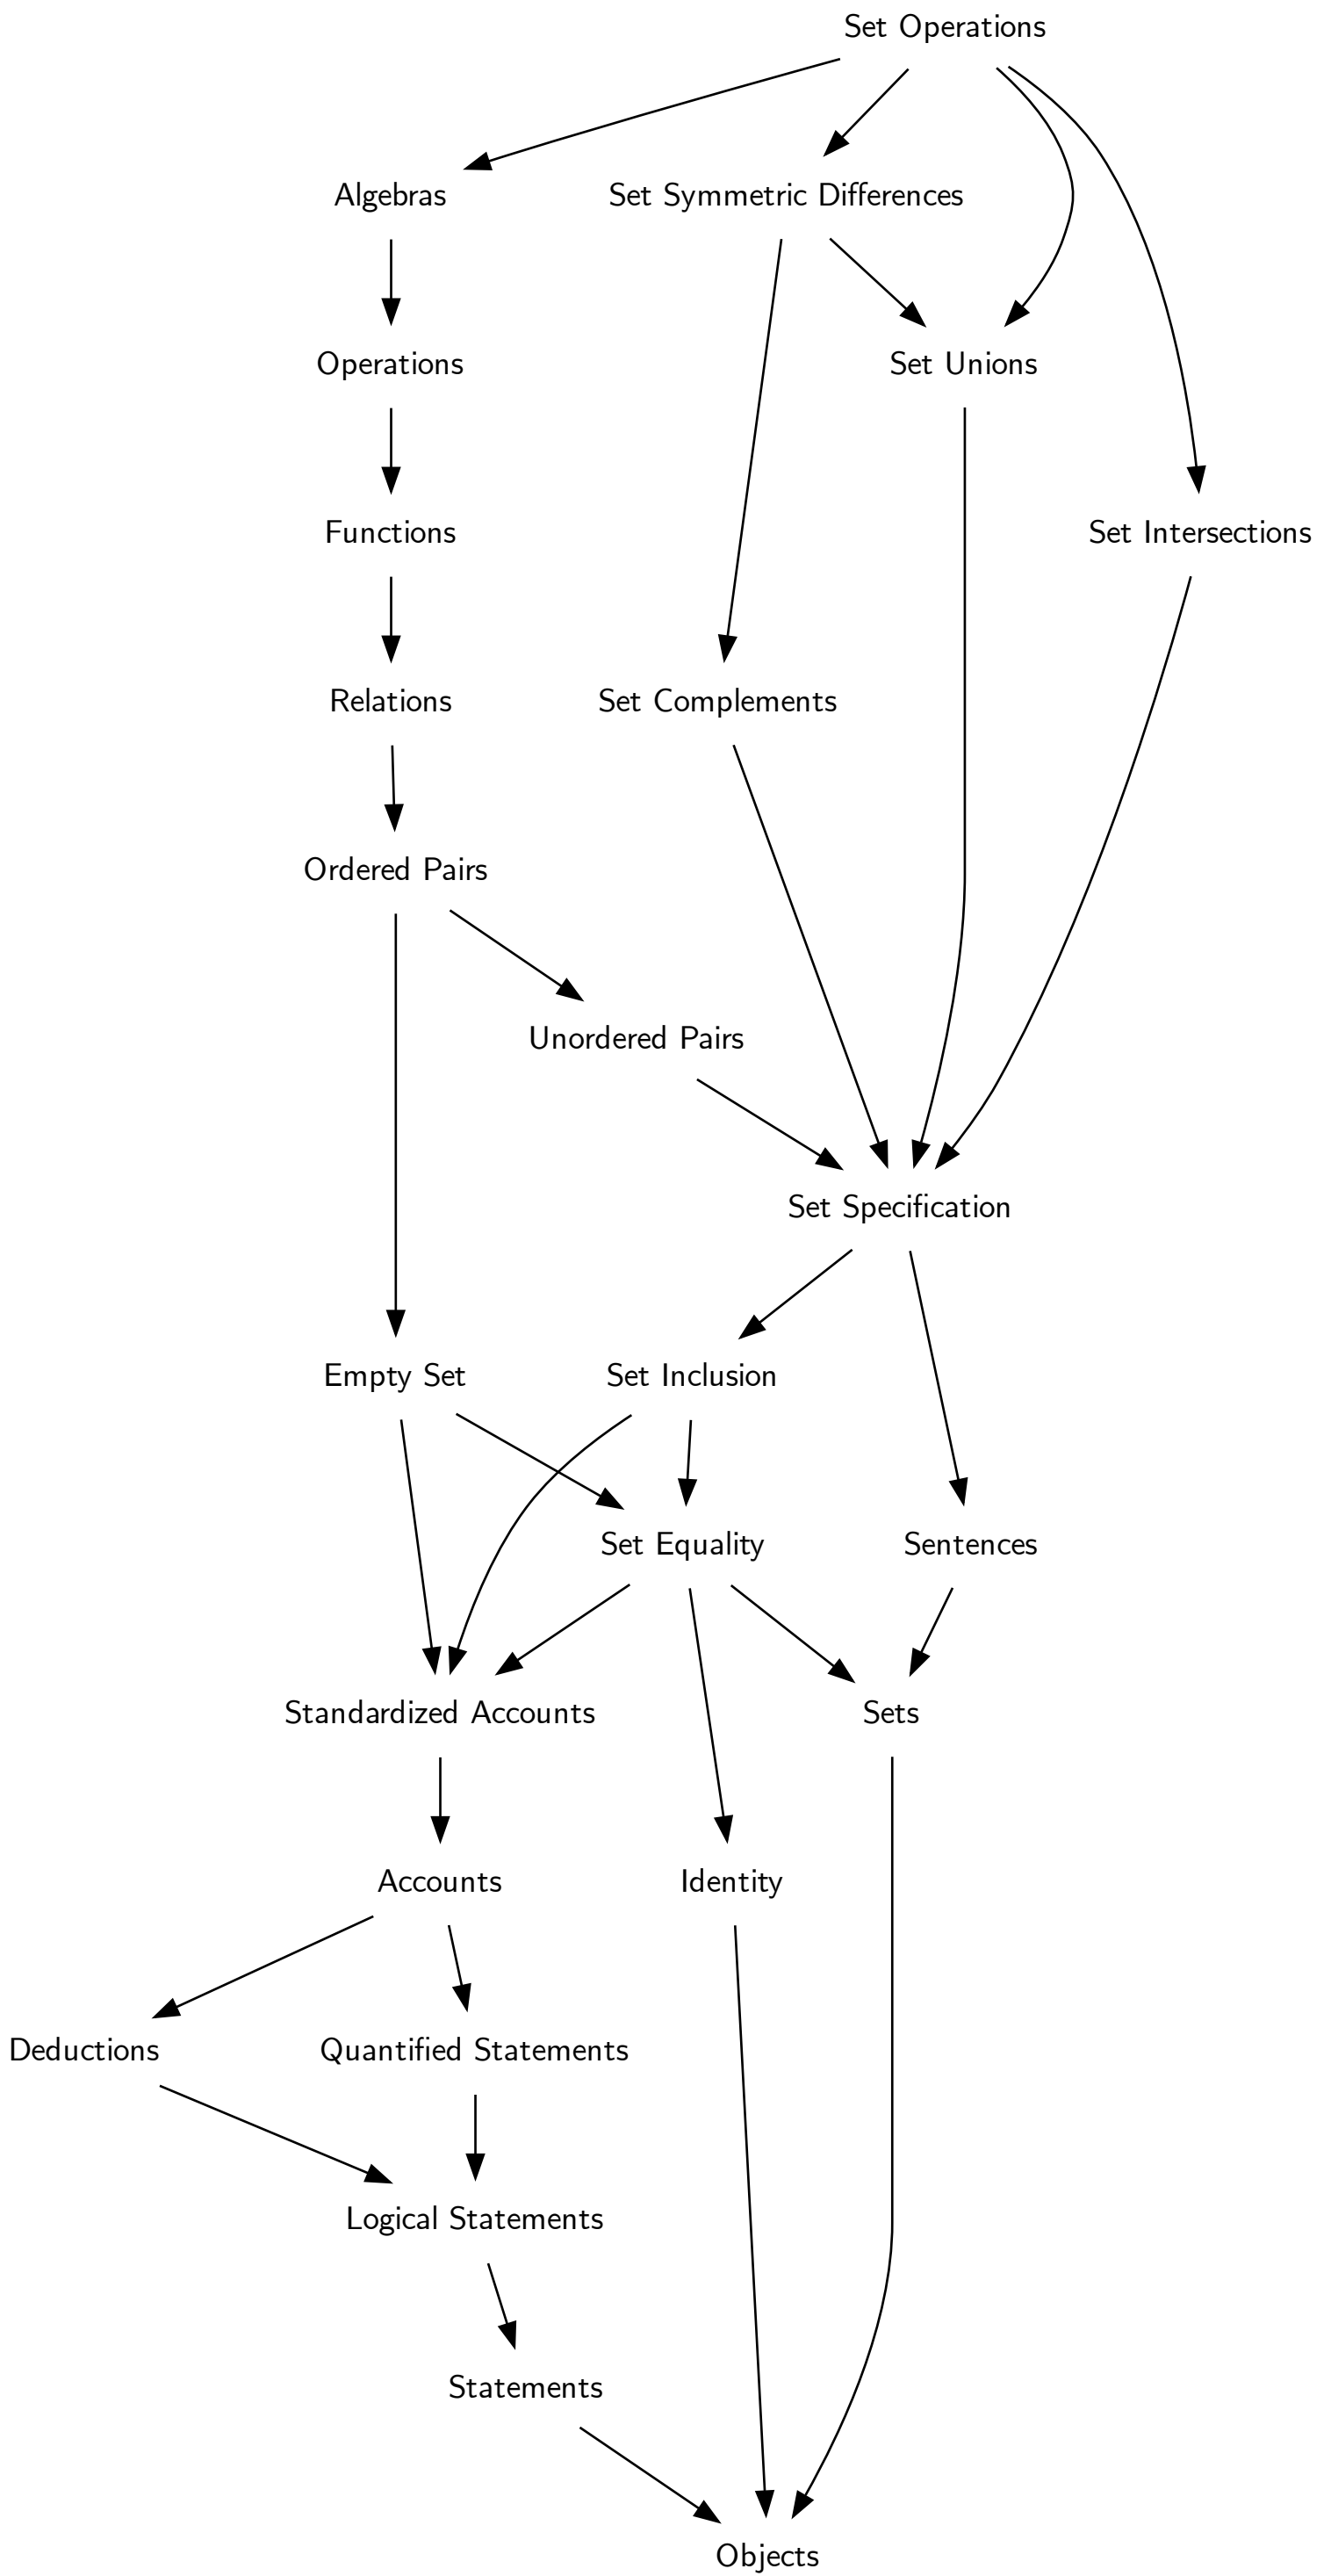 Set Operations
Algebras
Set Symmetric Differences
Operations
Set Unions
Functions
Set Intersections
Relations
Set Complements
Ordered Pairs
Unordered Pairs
Set Specification
Empty Set
Set Inclusion
Set Equality
Sentences
Standardized Accounts
Sets
Accounts
Identity
Deductions
Quantified Statements
Logical Statements
Statements
Objects